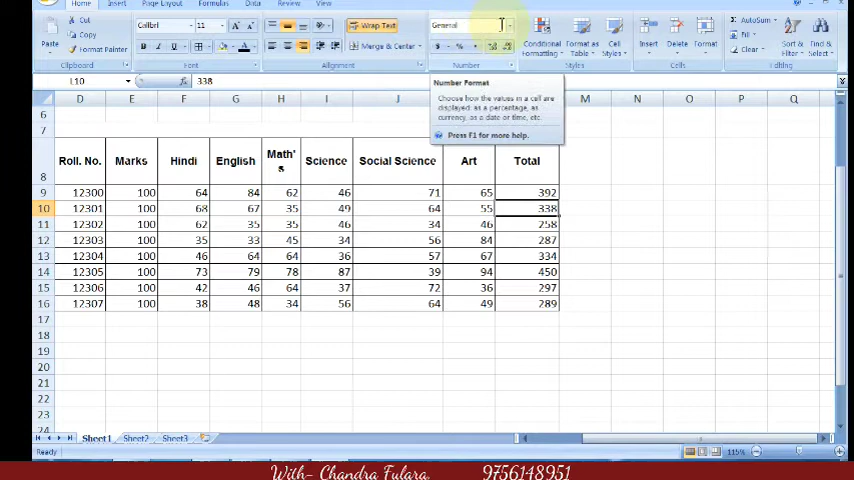 Home Insert Page Layout Formulas Data Review View
Cut Calibri 11 Wrap Text General AutoSum
Fill
Paste Copy Conditional Format as Cell Insert Delete Format Sort & Find &
Format Painter B I U Merge & Center $ % , Formatting Table Styles Clear Filter Select
Clipboard Font Alignment Number Styles Cells Editing
L10 fx 338
Number Format
Choose how the values in a cell are
displayed: as a percentage, as
currency, as a date or time, etc.
Press F1 for more help.
D E F G H I J M N O P Q
6
7
8 Roll. No. Marks Hindi English Math's Science Social Science Art Total
9 12300 100 64 84 62 46 71 65 392
10 12301 100 68 67 35 49 64 55 338
11 12302 100 62 35 35 46 34 46 258
12 12303 100 35 33 45 34 56 84 287
13 12304 100 46 64 64 36 57 67 334
14 12305 100 73 79 78 87 39 94 450
15 12306 100 42 46 64 37 72 36 297
16 12307 100 38 48 34 56 64 49 289
17
18
19
20
21
22
23
24
Sheet1 Sheet2 Sheet3
Ready 115%
With- Chandra Fulara. 9756148951